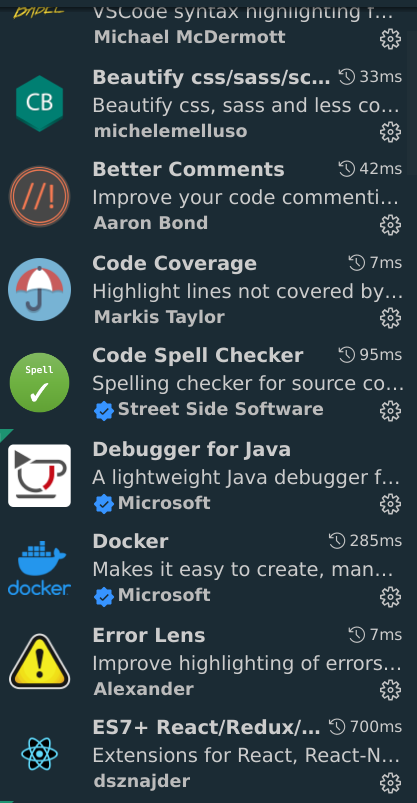 BABEL
VSCode syntax highlighting f...
Michael McDermott
CB
Beautify css/sass/sc... 33ms
Beautify css, sass and less co...
michelemelluso
//!
Better Comments 42ms
Improve your code commenti...
Aaron Bond
Code Coverage 7ms
Highlight lines not covered by...
Markis Taylor
Spell
Code Spell Checker 95ms
Spelling checker for source co...
Street Side Software
Debugger for Java
A lightweight Java debugger f...
Microsoft
docker
Docker 285ms
Makes it easy to create, man...
Microsoft
!
Error Lens 7ms
Improve highlighting of errors...
Alexander
ES7+ React/Redux/... 700ms
Extensions for React, React-N...
dsznajder